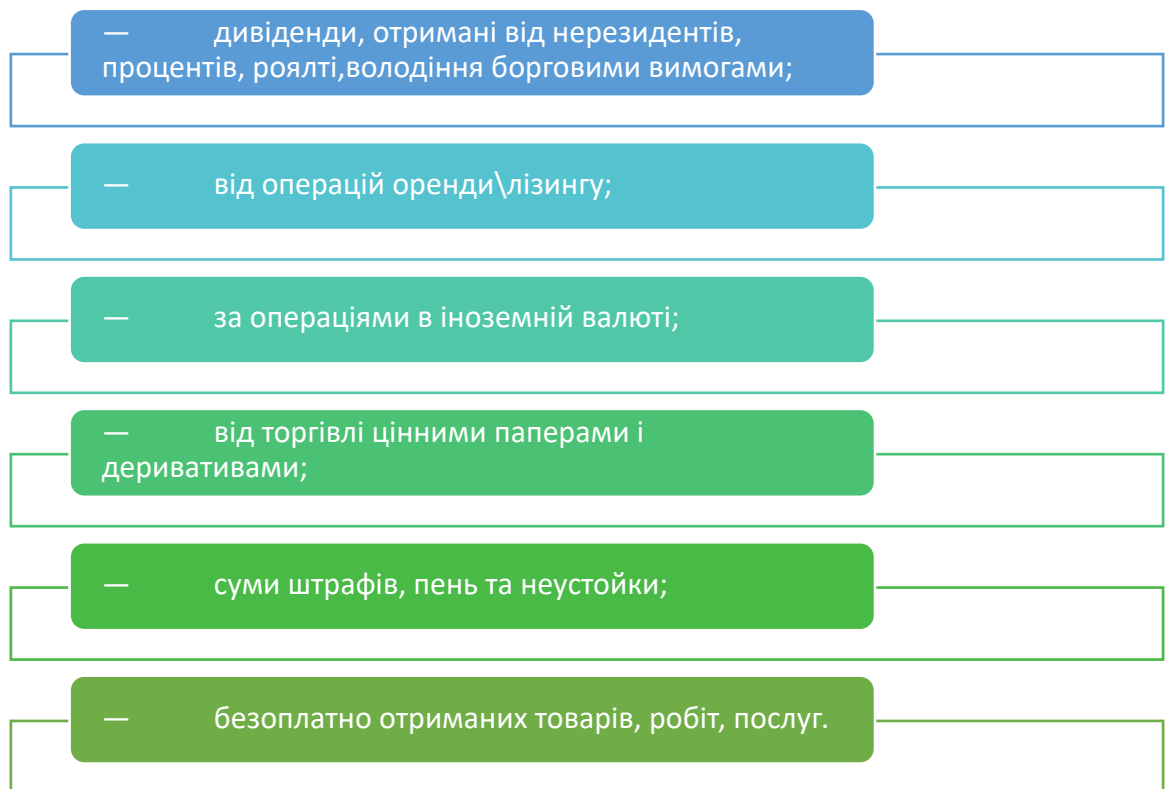 — дивіденди, отримані від нерезидентів,
процентів, роялті,володіння борговими вимогами;
— від операцій оренди\лізингу;
— за операціями в іноземній валюті;
— від торгівлі цінними паперами і
деривативами;
— суми штрафів, пень та неустойки;
— безоплатно отриманих товарів, робіт, послуг.